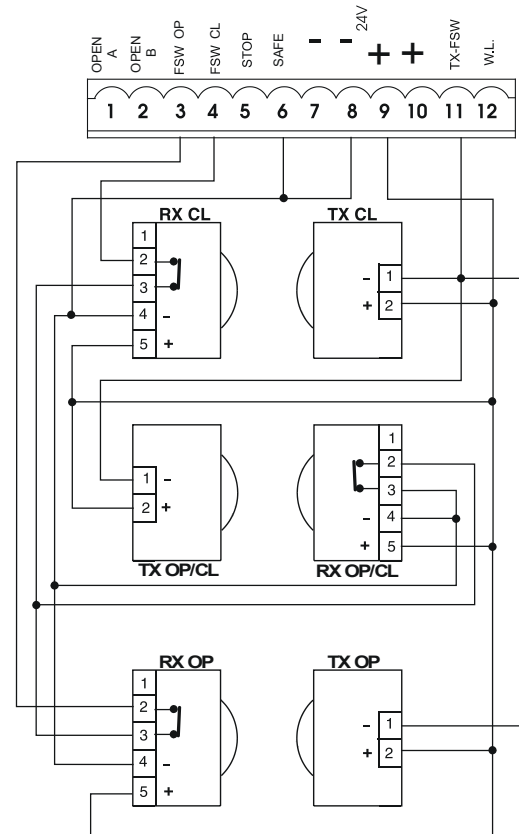 OPEN A
OPEN B
FSW OP
FSW CL
STOP
SAFE
-
-
24V
+
+
TX-FSW
W.L.
1 2 3 4 5 6 7 8 9 10 11 12
RX CL
1
2
3
4 -
5 +
TX CL
- 1
+ 2
1 -
2 +
TX OP/CL
1
2
3
- 4
+ 5
RX OP/CL
RX OP
1
2
3
4 -
5 +
TX OP
- 1
+ 2